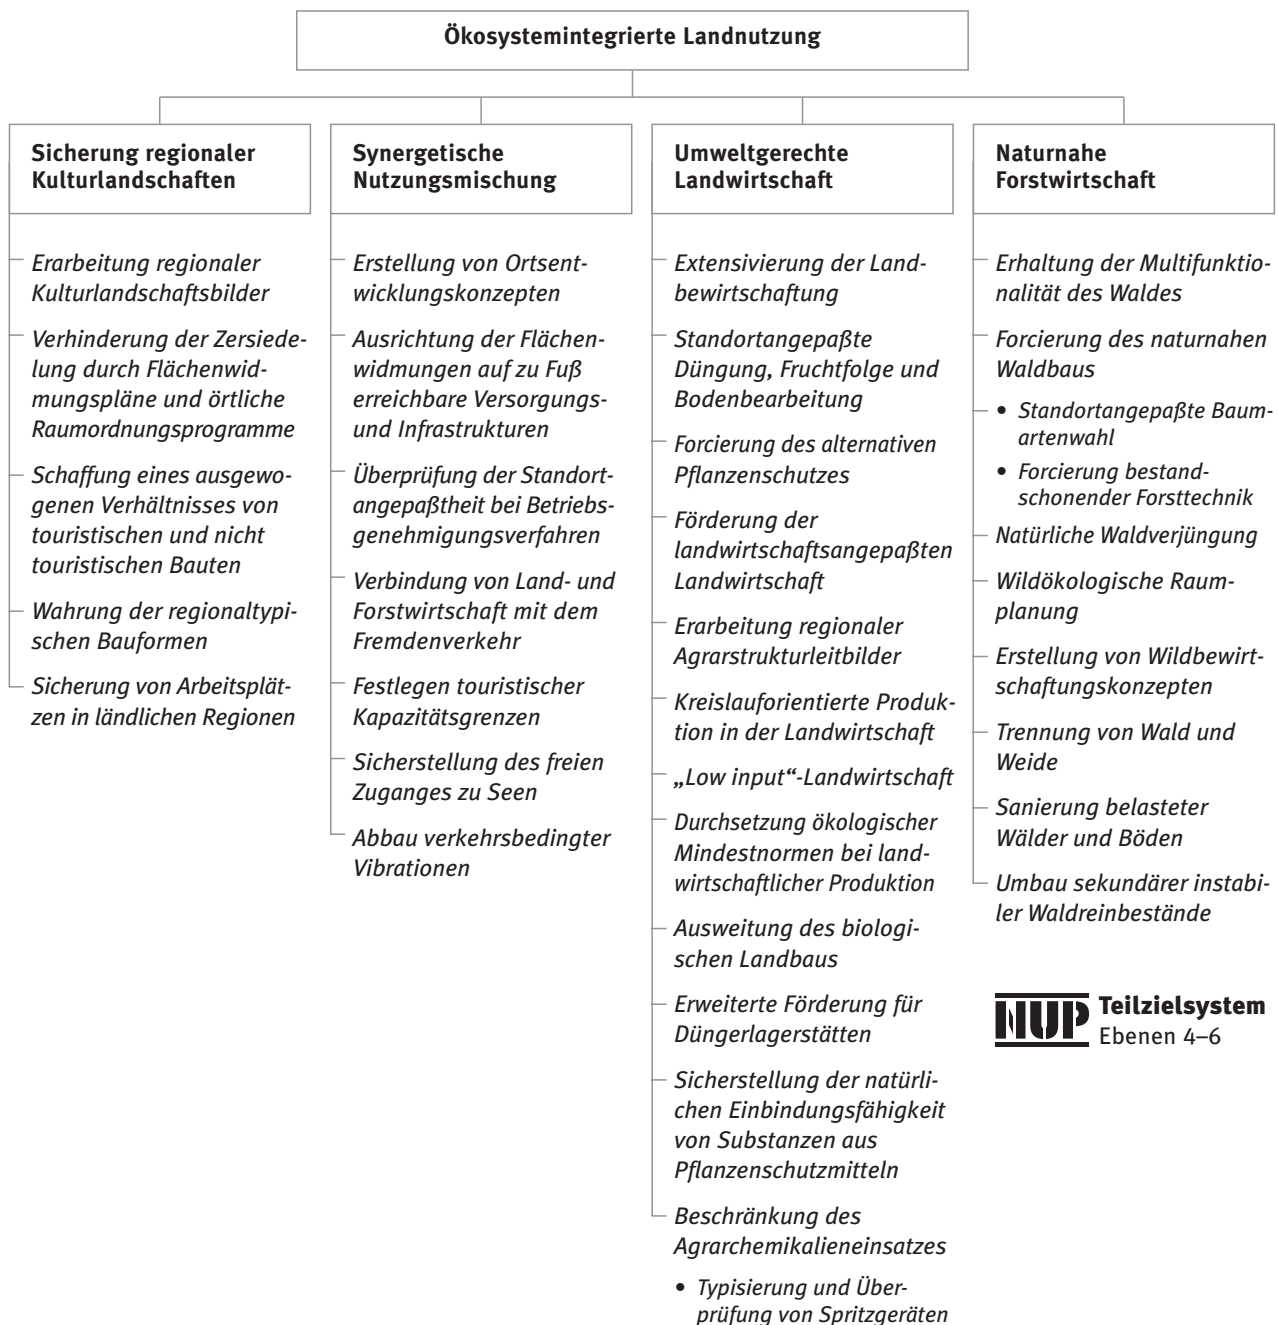 Ökosystemintegrierte Landnutzung
Sicherung regionaler
Kulturlandschaften
Erarbeitung regionaler
Kulturlandschaftsbilder
Verhinderung der Zersiede-
lung durch Flächenwid-
mungspläne und örtliche
Raumordnungsprogramme
Schaffung eines ausgewo-
genen Verhältnisses von
touristischen und nicht
touristischen Bauten
Wahrung der regionaltypi-
schen Bauformen
Sicherung von Arbeitsplät-
zen in ländlichen Regionen
Synergetische
Nutzungsmischung
Erstellung von Ortsent-
wicklungskonzepten
Ausrichtung der Flächen-
widmungen auf zu Fuß
erreichbare Versorgungs-
und Infrastrukturen
Überprüfung der Standort-
angepaßtheit bei Betriebs-
genehmigungsverfahren
Verbindung von Land- und
Forstwirtschaft mit dem
Fremdenverkehr
Festlegen touristischer
Kapazitätsgrenzen
Sicherstellung des freien
Zuganges zu Seen
Abbau verkehrsbedingter
Vibrationen
Umweltgerechte
Landwirtschaft
Extensivierung der Land-
bewirtschaftung
Standortangepaßte
Düngung, Fruchtfolge und
Bodenbearbeitung
Forcierung des alternativen
Pflanzenschutzes
Förderung der
landwirtschaftsangepaßten
Landwirtschaft
Erarbeitung regionaler
Agrarstrukturleitbilder
Kreislauforientierte Produk-
tion in der Landwirtschaft
„Low input“-Landwirtschaft
Durchsetzung ökologischer
Mindestnormen bei land-
wirtschaftlicher Produktion
Ausweitung des biologi-
schen Landbaus
Erweiterte Förderung für
Düngerlagerstätten
Sicherstellung der natürli-
chen Einbindungsfähigkeit
von Substanzen aus
Pflanzenschutzmitteln
Beschränkung des
Agrarchemikalieneinsatzes
• Typisierung und Über-
prüfung von Spritzgeräten
Naturnahe
Forstwirtschaft
Erhaltung der Multifunktio-
nalität des Waldes
Forcierung des naturnahen
Waldbaus
• Standortangepaßte Baum-
artenwahl
• Forcierung bestand-
schonender Forsttechnik
Natürliche Waldverjüngung
Wildökologische Raum-
planung
Erstellung von Wildbewirt-
schaftungskonzepten
Trennung von Wald und
Weide
Sanierung belasteter
Wälder und Böden
Umbau sekundärer instabi-
ler Waldreinbestände
NUP Teilzielsystem
Ebenen 4–6